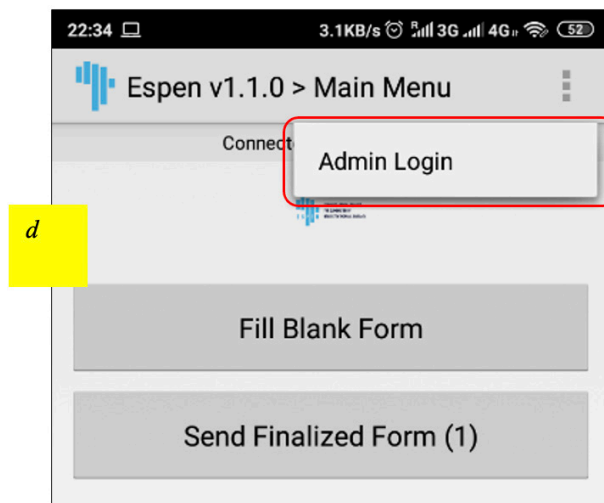 22:34 3.1KB/s R 3G 4G 52
Espen v1.1.0 > Main Menu
Admin Login
d
Fill Blank Form
Send Finalized Form (1)